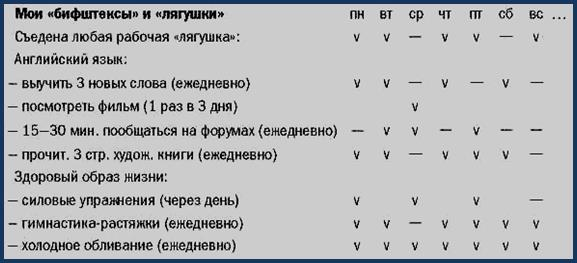 Мои «бифштексы» и «лягушки» пн вт ср чт пт сб вс ...
Съедена любая рабочая «лягушка»: v v — v v — v
Английский язык:
— выучить 3 новых слова (ежедневно) v v — v — v —
— посмотреть фильм (1 раз в 3 дня) v
— 15—30 мин. пообщаться на форумах (ежедневно) — v v — v — —
— прочит. 3 стр. худож. книги (ежедневно) v v — v v v —
Здоровый образ жизни:
— силовые упражнения (через день) v v v —
— гимнастика-растяжки (ежедневно) v v — v v v v
— холодное обливание (ежедневно) v v v v v v v